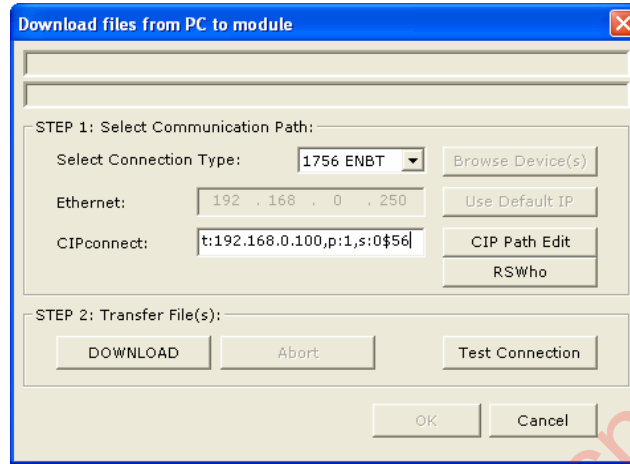 Download files from PC to module
STEP 1: Select Communication Path:
Select Connection Type: 1756 ENBT Browse Device(s)
Ethernet: 192 . 168 . 0 . 250 Use Default IP
CIPconnect: t:192.168.0.100,p:1,s:0$56 CIP Path Edit
RSWho
STEP 2: Transfer File(s):
DOWNLOAD Abort Test Connection
OK Cancel